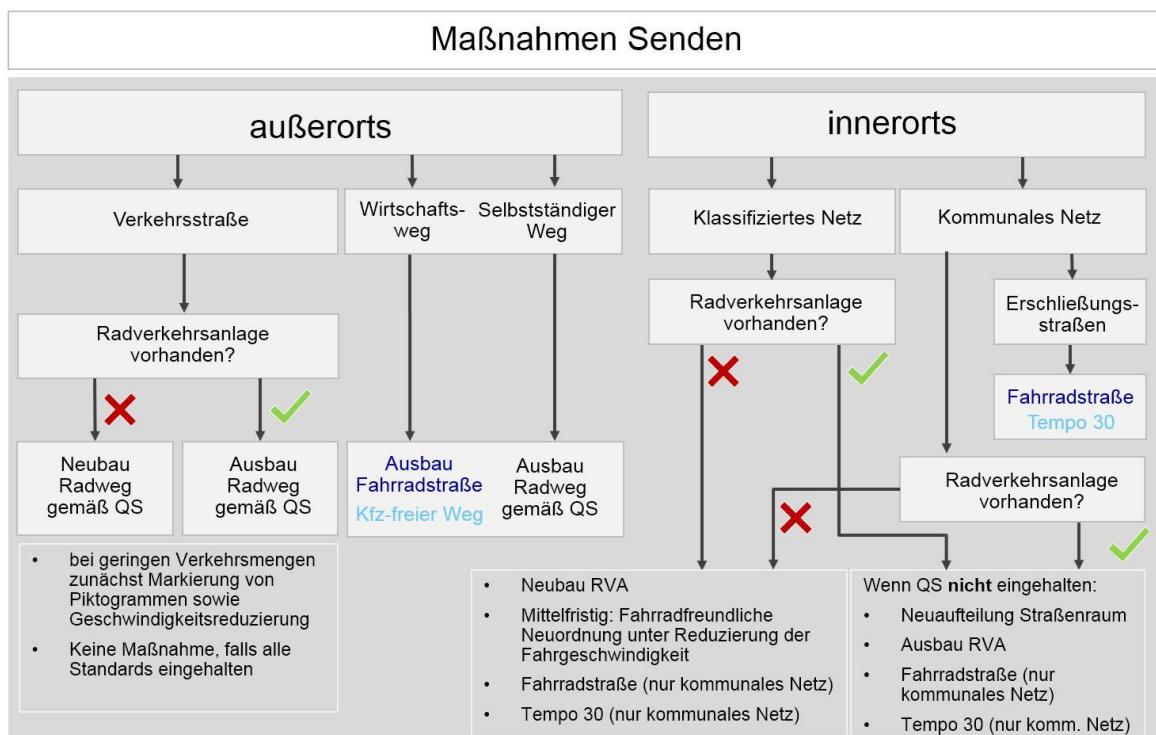 Maßnahmen Senden
außerorts
innerorts
Verkehrsstraße
Wirtschafts-
weg
Selbstständiger
Weg
Klassifiziertes Netz
Kommunales Netz
Radverkehrsanlage
vorhanden?
Radverkehrsanlage
vorhanden?
Erschließungs-
straßen
Fahrradstraße
Tempo 30
Neubau
Radweg
gemäß QS
Ausbau
Radweg
gemäß QS
Ausbau
Fahrradstraße
Kfz-freier Weg
Ausbau
Radweg
gemäß QS
Radverkehrsanlage
vorhanden?
• bei geringen Verkehrsmengen
zunächst Markierung von
Piktogrammen sowie
Geschwindigkeitsreduzierung
• Keine Maßnahme, falls alle
Standards eingehalten
• Neubau RVA
• Mittelfristig: Fahrradfreundliche
Neuordnung unter Reduzierung der
Fahrgeschwindigkeit
• Fahrradstraße (nur kommunales Netz)
• Tempo 30 (nur kommunales Netz)
Wenn QS nicht eingehalten:
• Neuaufteilung Straßenraum
• Ausbau RVA
• Fahrradstraße (nur
kommunales Netz)
• Tempo 30 (nur komm. Netz)